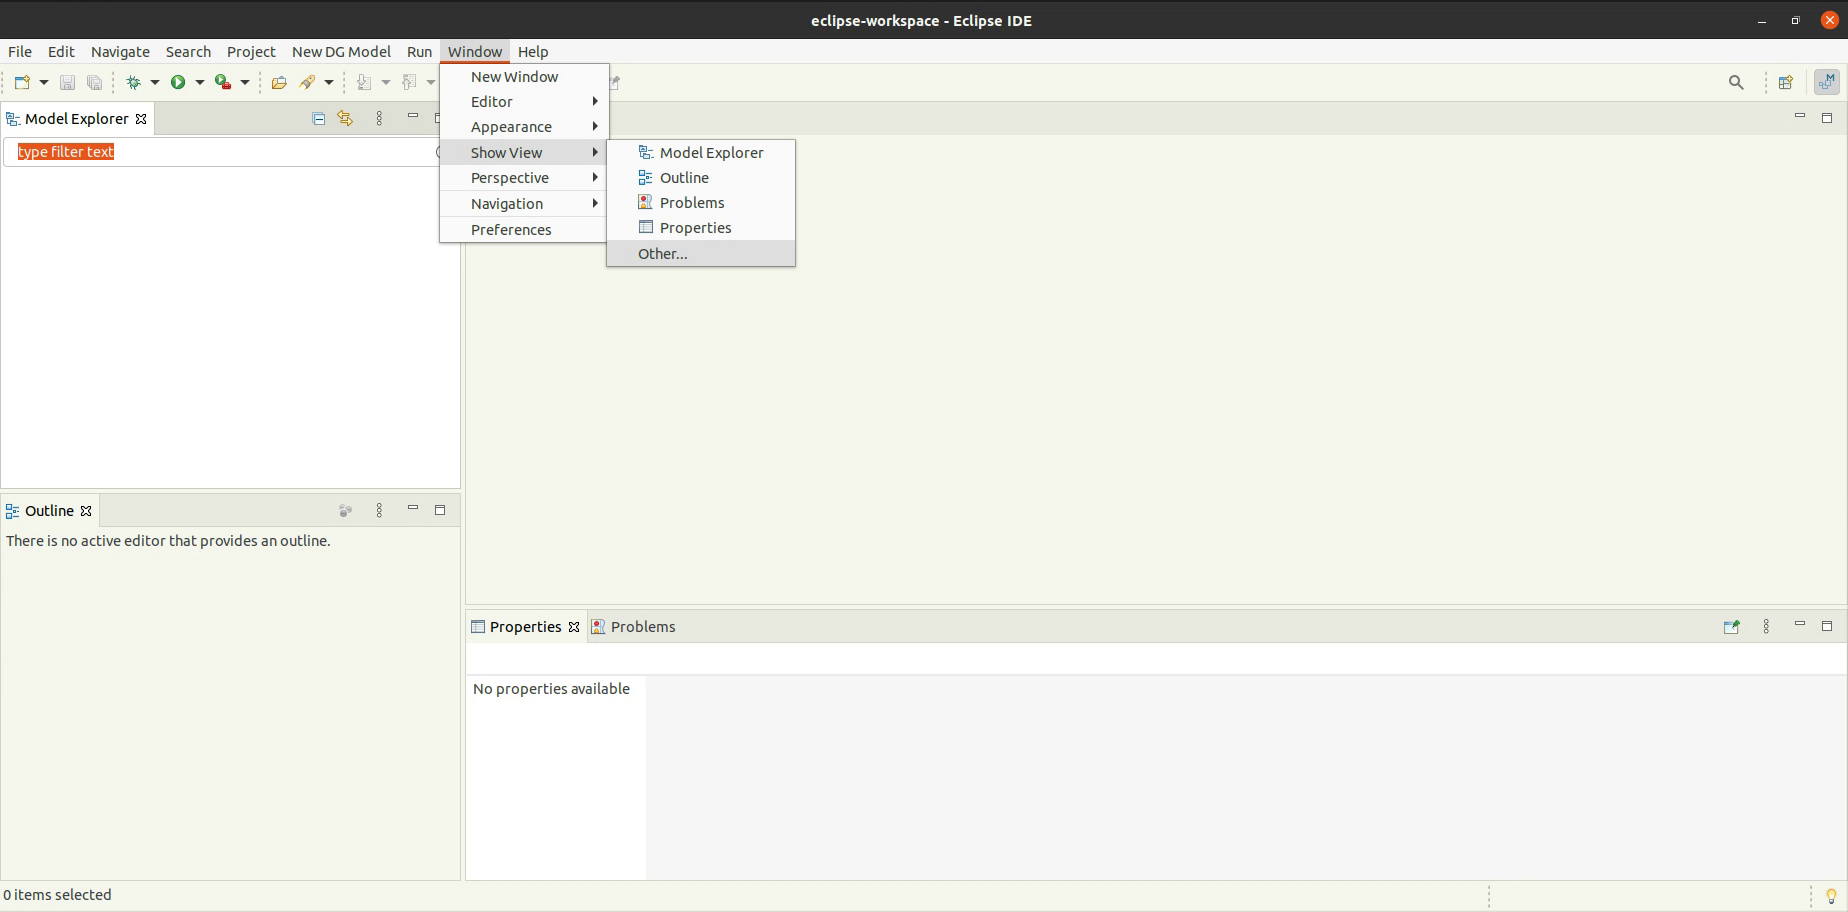 eclipse-workspace - Eclipse IDE
File Edit Navigate Search Project New DG Model Run Window Help
New Window
Editor
Appearance
Show View
Perspective
Navigation
Preferences
Model Explorer
Outline
Problems
Properties
Other...
Model Explorer
type filter text
Outline
There is no active editor that provides an outline.
Properties Problems
No properties available
0 items selected